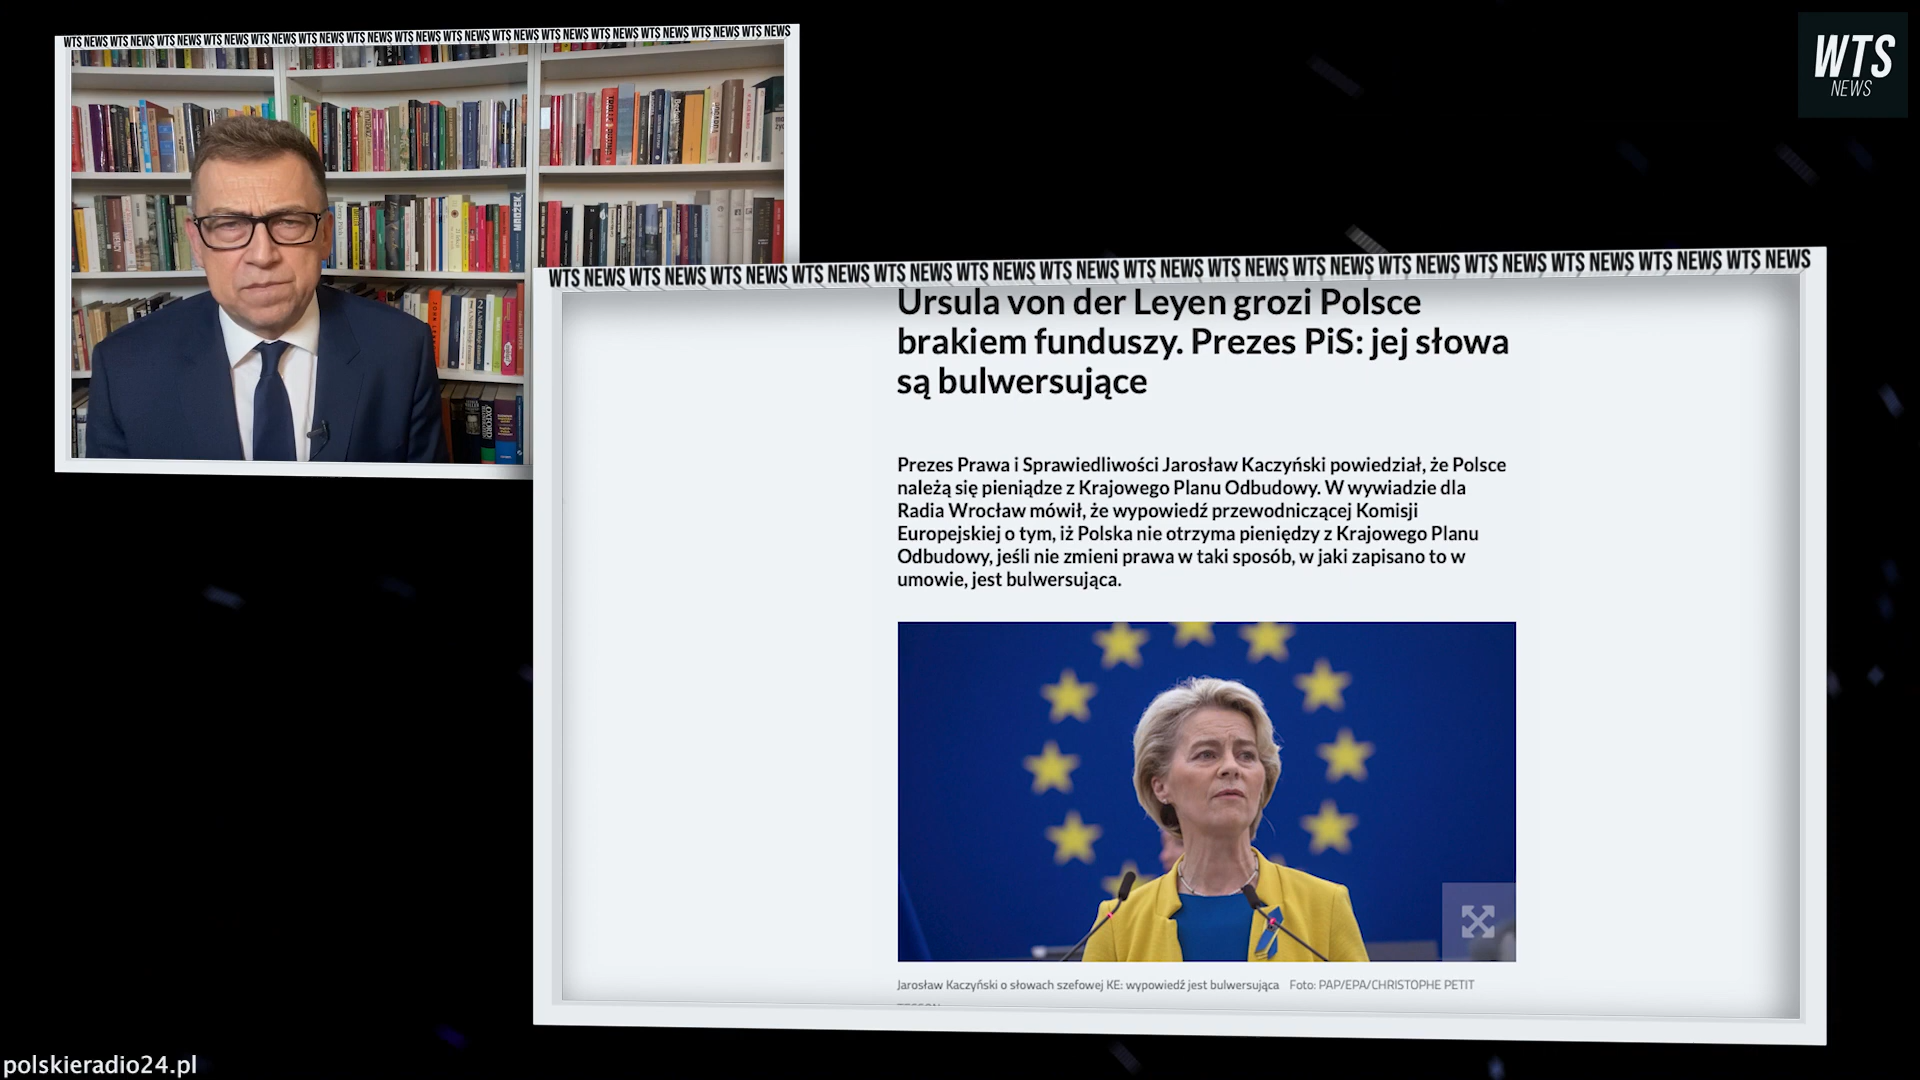 WTS NEWS WTS NEWS WTS NEWS WTS NEWS WTS NEWS WTS NEWS WTS NEWS WTS NEWS WTS NEWS WTS NEWS WTS NEWS WTS NEWS WTS NEWS WTS NEWS WTS NEWS
WTS
NEWS
WTS NEWS WTS NEWS WTS NEWS WTS NEWS WTS NEWS WTS NEWS WTS NEWS WTS NEWS WTS NEWS WTS NEWS WTS NEWS WTS NEWS WTS NEWS WTS NEWS WTS NEWS
Ursula von der Leyen grozi Polsce
brakiem funduszy. Prezes PiS: jej słowa
są bulwersujące
Prezes Prawa i Sprawiedliwości Jarosław Kaczyński powiedział, że Polsce
należą się pieniądze z Krajowego Planu Odbudowy. W wywiadzie dla
Radia Wrocław mówił, że wypowiedź przewodniczącej Komisji
Europejskiej o tym, iż Polska nie otrzyma pieniędzy z Krajowego Planu
Odbudowy, jeśli nie zmieni prawa w taki sposób, w jaki zapisano to w
umowie, jest bulwersująca.
Jarosław Kaczyński o słowach szefowej KE: wypowiedź jest bulwersująca Foto: PAP/EPA/CHRISTOPHE PETIT
polskieradio24.pl